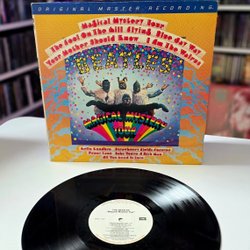 ORIGINAL MASTER RECORDING
Magical Mystery Tour
The Fool On The Hill Flying Blue Jay Way
Your Mother Should Know I Am The Walrus
BEATLES
MAGICAL MYSTERY
TOUR
Hello Goodbye Strawberry Fields Forever
Penny Lane Baby You're A Rich Man
All You Need Is Love